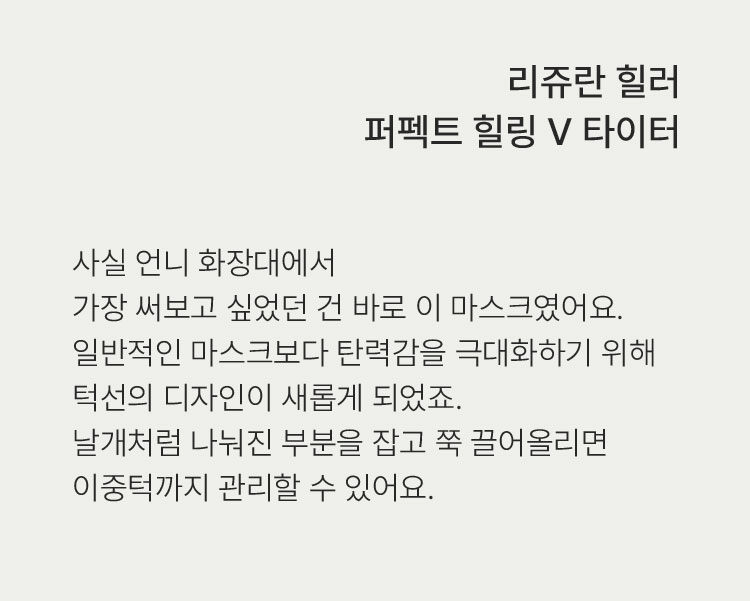 리쥬란 힐러
퍼펙트 힐링 V 타이터
사실 언니 화장대에서
가장 써보고 싶었던 건 바로 이 마스크였어요.
일반적인 마스크보다 탄력감을 극대화하기 위해
턱선의 디자인이 새롭게 되었죠.
날개처럼 나눠진 부분을 잡고 쭉 끌어올리면
이중턱까지 관리할 수 있어요.